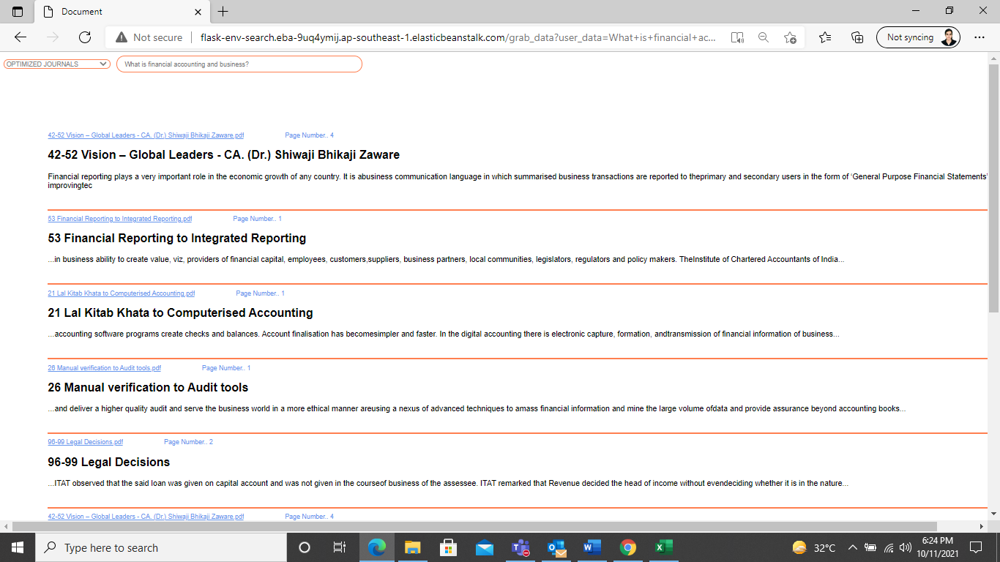 Document
Not secure
flask-env-search.eba-9uq4ymij.ap-southeast-1.elasticbeanstalk.com/grab_data?user_data=What+is+financial+ac...
Not syncing
OPTIMIZED JOURNALS
What is financial accounting and business?
42-52 Vision – Global Leaders - CA. (Dr.) Shiwaji Bhikaji Zaware.pdf Page Number.. 4
42-52 Vision – Global Leaders - CA. (Dr.) Shiwaji Bhikaji Zaware
Financial reporting plays a very important role in the economic growth of any country. It is abusiness communication language in which summarised business transactions are reported to theprimary and secondary users in the form of ‘General Purpose Financial Statements’
improvingtec
53 Financial Reporting to Integrated Reporting.pdf Page Number.. 1
53 Financial Reporting to Integrated Reporting
...in business ability to create value, viz, providers of financial capital, employees, customers,suppliers, business partners, local communities, legislators, regulators and policy makers. TheInstitute of Chartered Accountants of India...
21 Lal Kitab Khata to Computerised Accounting.pdf Page Number.. 1
21 Lal Kitab Khata to Computerised Accounting
...accounting software programs create checks and balances. Account finalisation has becomesimpler and faster. In the digital accounting there is electronic capture, formation, andtransmission of financial information of business...
26 Manual verification to Audit tools.pdf Page Number.. 1
26 Manual verification to Audit tools
...and deliver a higher quality audit and serve the business world in a more ethical manner areusing a nexus of advanced techniques to amass financial information and mine the large volume ofdata and provide assurance beyond accounting books...
96-99 Legal Decisions.pdf Page Number.. 2
96-99 Legal Decisions
...ITAT observed that the said loan was given on capital account and was not given in the courseof business of the assessee. ITAT remarked that Revenue decided the head of income without evendeciding whether it is in the nature...
42-52 Vision – Global Leaders - CA. (Dr.) Shiwaji Bhikaji Zaware.pdf Page Number.. 4
Type here to search
32°C
6:24 PM
10/11/2021